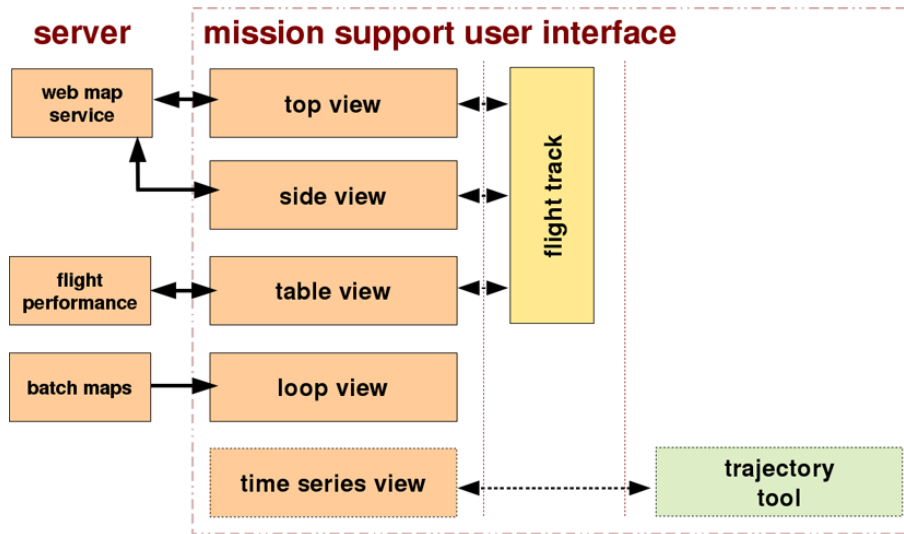 server
mission support user interface
web map
service
top view
side view
flight track
flight
performance
table view
batch maps
loop view
time series view
trajectory
tool